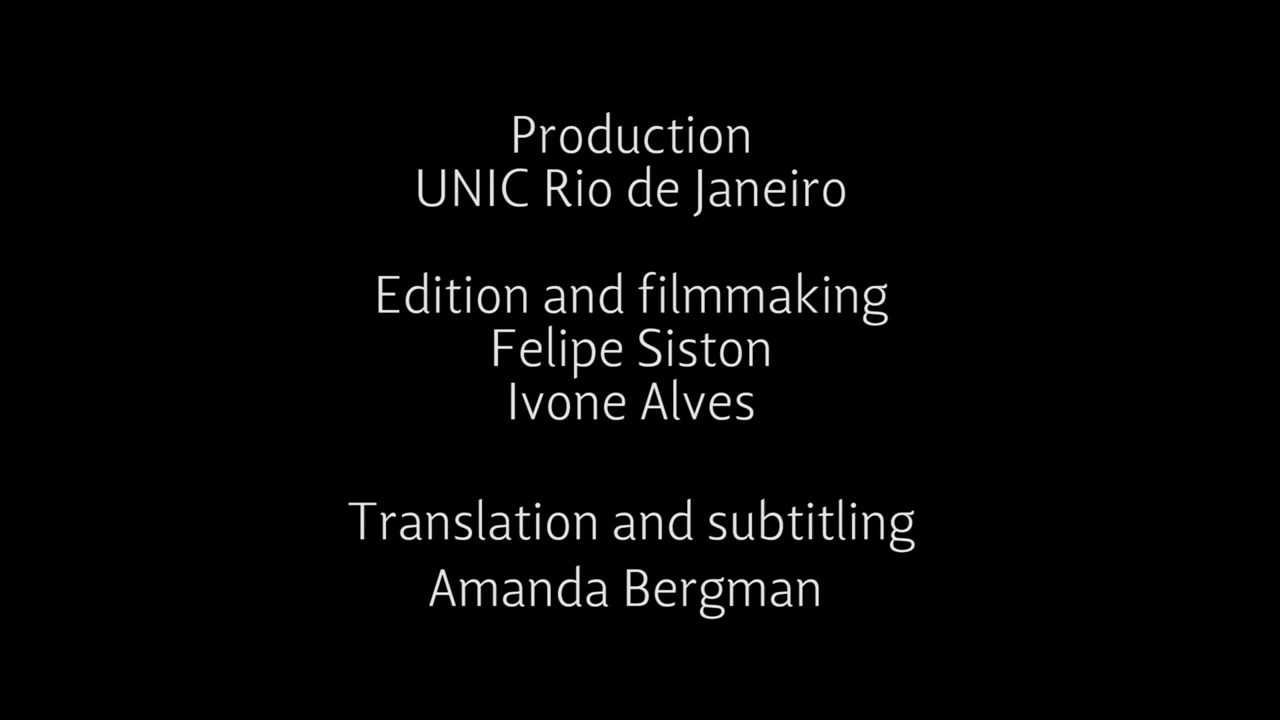 Production
UNIC Rio de Janeiro
Edition and filmmaking
Felipe Siston
Ivone Alves
Translation and subtitling
Amanda Bergman